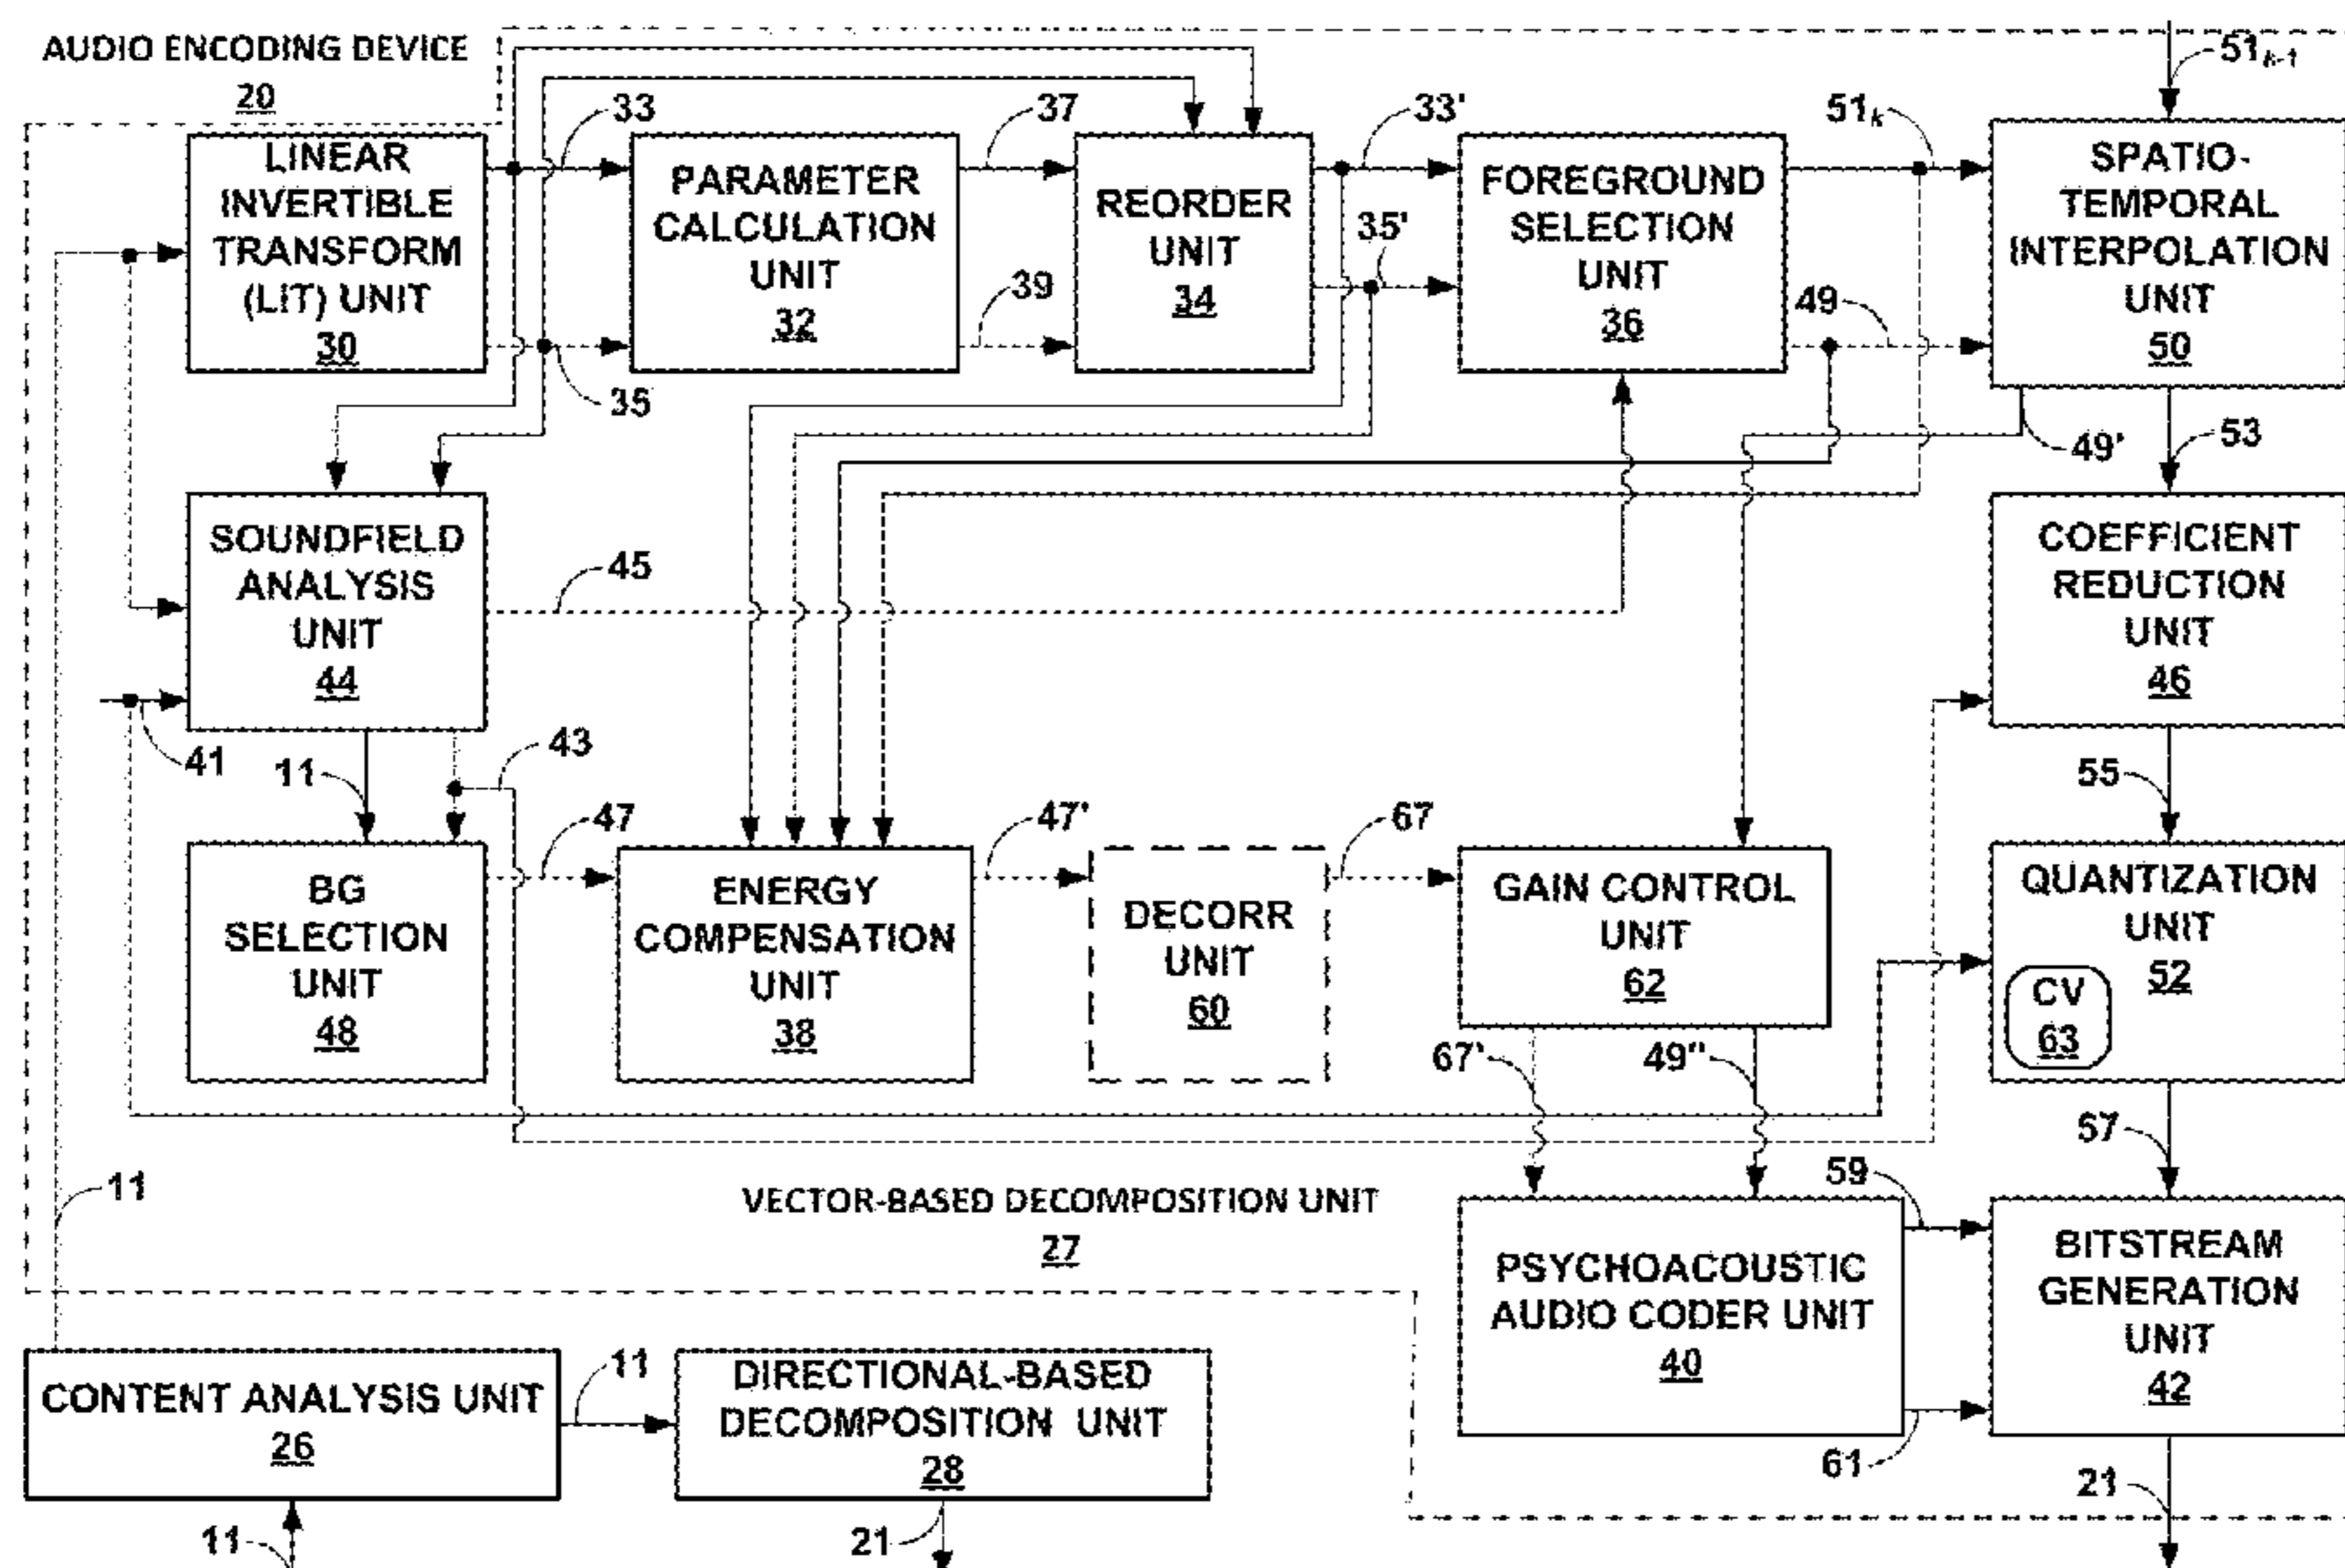 AUDIO ENCODING DEVICE
20
51k-1
33
37
33'
51k
LINEAR
INVERTIBLE
TRANSFORM
(LIT) UNIT
30
PARAMETER
CALCULATION
UNIT
32
REORDER
UNIT
34
35'
FOREGROUND
SELECTION
UNIT
36
SPATIO-
TEMPORAL
INTERPOLATION
UNIT
50
39
49
35
49'
53
SOUNDFIELD
ANALYSIS
UNIT
44
45
COEFFICIENT
REDUCTION
UNIT
46
41
11
43
55
47
47'
67
BG
SELECTION
UNIT
48
ENERGY
COMPENSATION
UNIT
38
DECORR
UNIT
60
GAIN CONTROL
UNIT
62
QUANTIZATION
UNIT
52
CV
63
67'
49"
57
11
VECTOR-BASED DECOMPOSITION UNIT
27
59
PSYCHOACOUSTIC
AUDIO CODER UNIT
40
BITSTREAM
GENERATION
UNIT
42
CONTENT ANALYSIS UNIT
26
11
DIRECTIONAL-BASED
DECOMPOSITION UNIT
28
61
21
11
21